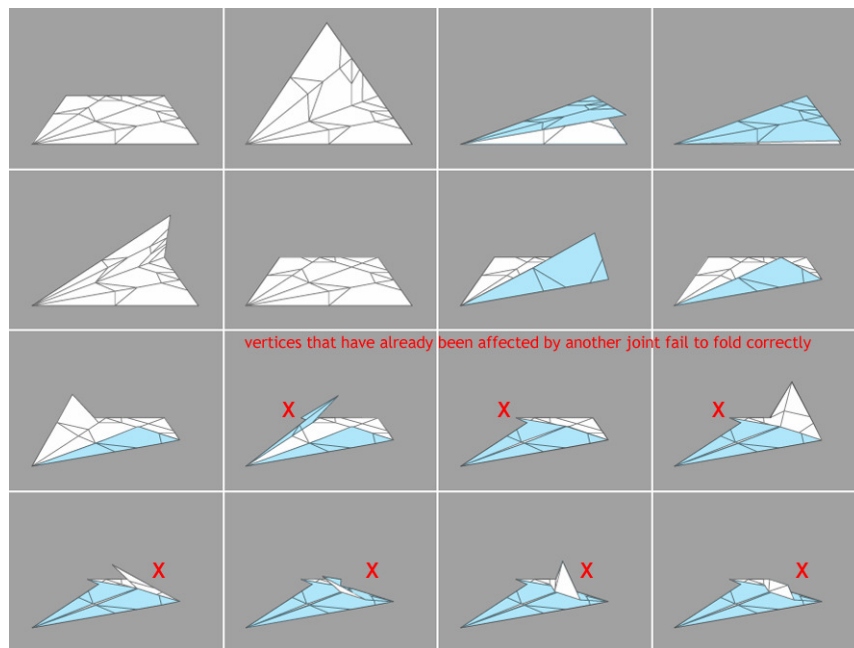 vertices that have already been affected by another joint fail to fold correctly
X
X
X
X
X
X
X